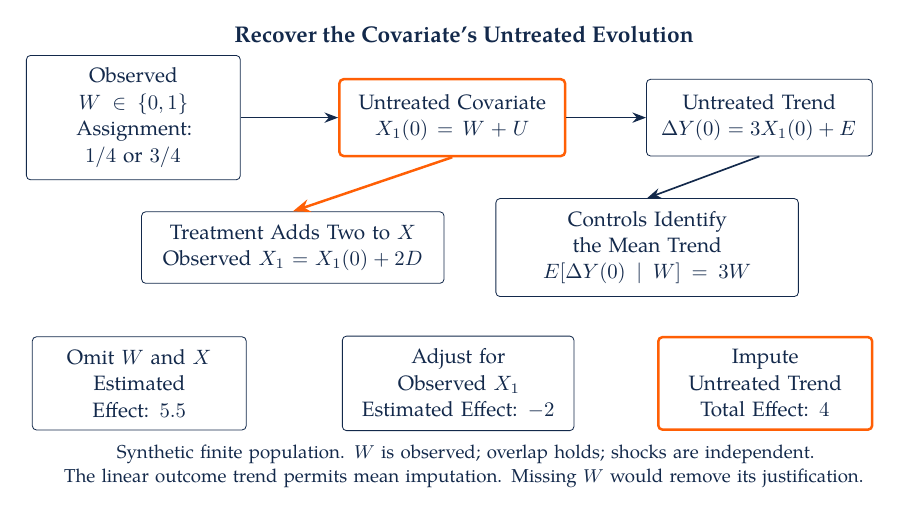 Recover the Covariate's Untreated Evolution
Observed
W ∈ {0, 1}
Assignment:
1/4 or 3/4
Untreated Covariate
X₁(0) = W + U
Untreated Trend
ΔY(0) = 3X₁(0) + E
Treatment Adds Two to X
Observed X₁ = X₁(0) + 2D
Controls Identify
the Mean Trend
E[ΔY(0) | W] = 3W
Omit W and X
Estimated
Effect: 5.5
Adjust for
Observed X₁
Estimated Effect: −2
Impute
Untreated Trend
Total Effect: 4
Synthetic finite population. W is observed; overlap holds; shocks are independent.
The linear outcome trend permits mean imputation. Missing W would remove its justification.